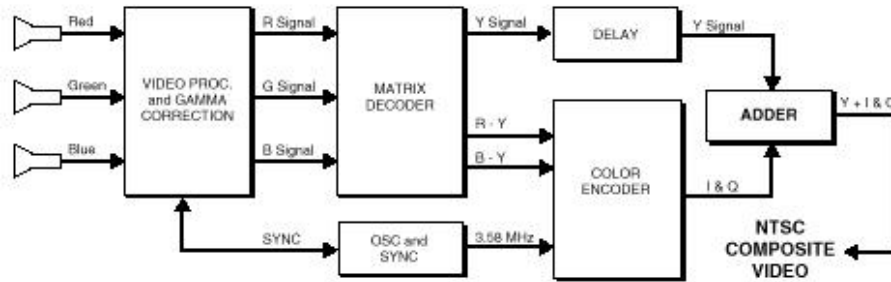 Red
R Signal
Y Signal
DELAY
Y Signal
Green
VIDEO PROC.
and GAMMA
CORRECTION
G Signal
MATRIX
DECODER
ADDER
Y + I & Q
R - Y
Blue
B Signal
B - Y
COLOR
ENCODER
I & Q
SYNC
OSC and
SYNC
3.58 MHz
NTSC
COMPOSITE
VIDEO